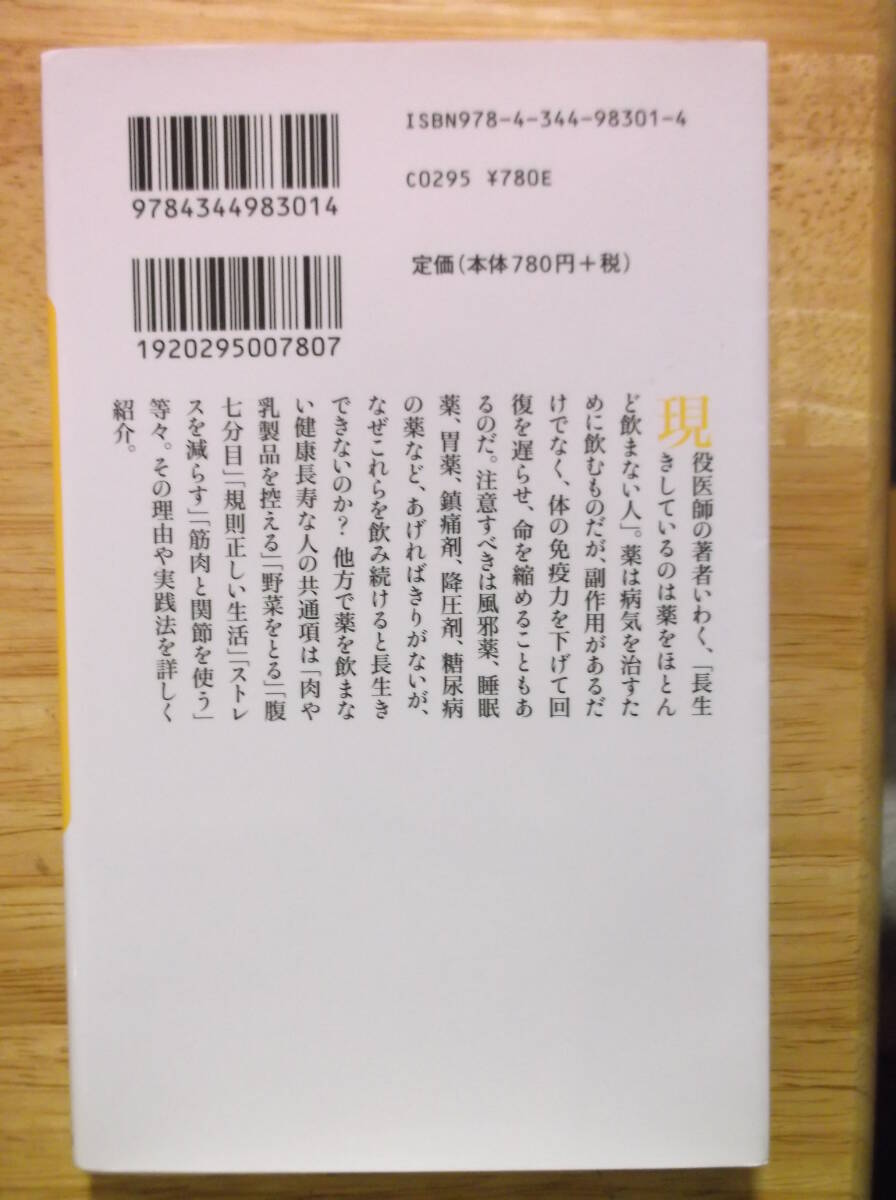 ISBN978-4-344-98301-4
C0295 ¥780E
定価(本体780円+税)
9784344983014
1920295007807
現役医師の著者いわく、「長生
きしているのは薬をほとん
ど飲まない人」。薬は病気を治すた
めに飲むものだが、副作用があるだ
けでなく、体の免疫力を下げて回
復を遅らせ、命を縮めることもあ
るのだ。注意すべきは風邪薬、睡眠
薬、胃薬、鎮痛剤、降圧剤、糖尿病
の薬など、あげればきりがないが、
なぜこれらを飲み続けると長生き
できないのか? 他方で薬を飲まな
い健康長寿な人の共通項は「肉や
乳製品を控える」「野菜をとる」「腹
七分目」「規則正しい生活」「ストレ
スを減らす」「筋肉と関節を使う」
等々。その理由や実践法を詳しく
紹介。